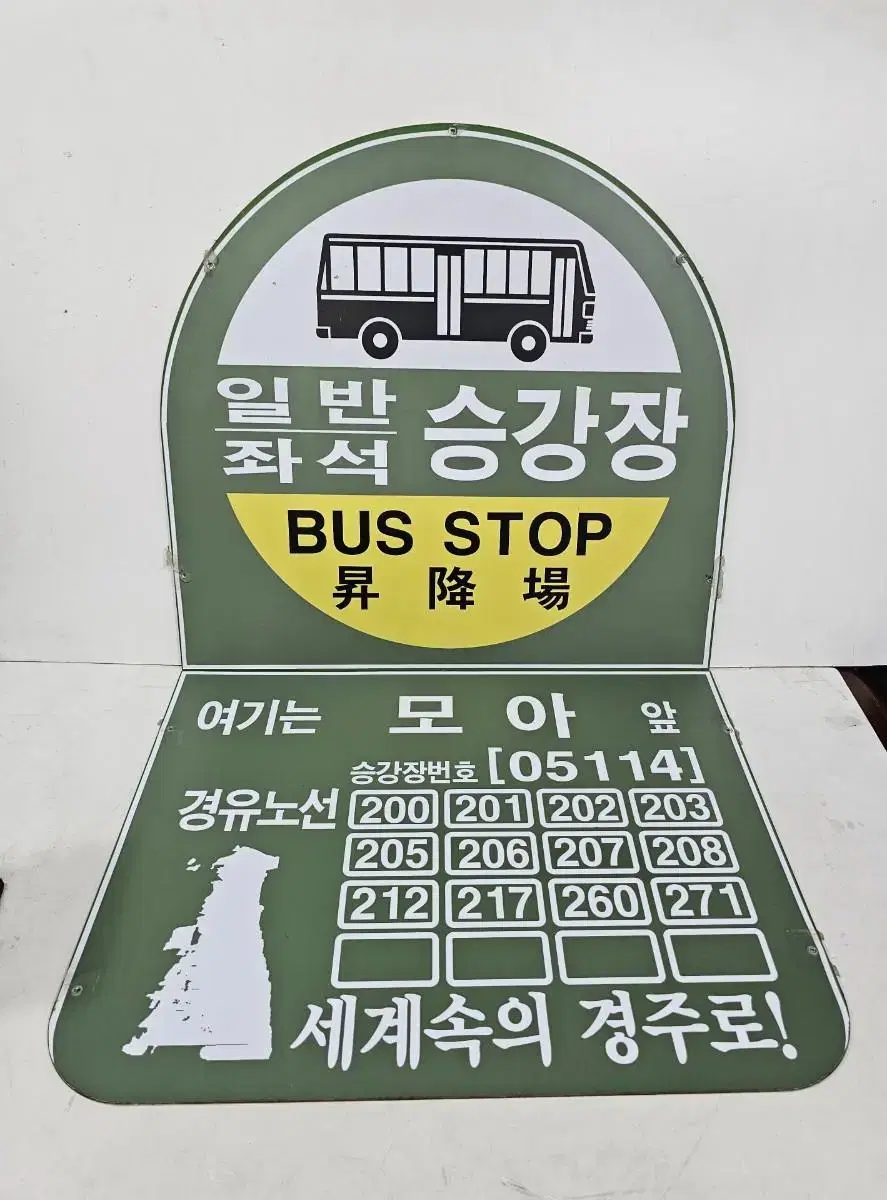 일반
좌석 승강장
BUS STOP
昇降場
여기는 모아 앞
승강장번호 [05114]
경유노선 200 201 202 203
205 206 207 208
212 217 260 271
세계속의 경주로!